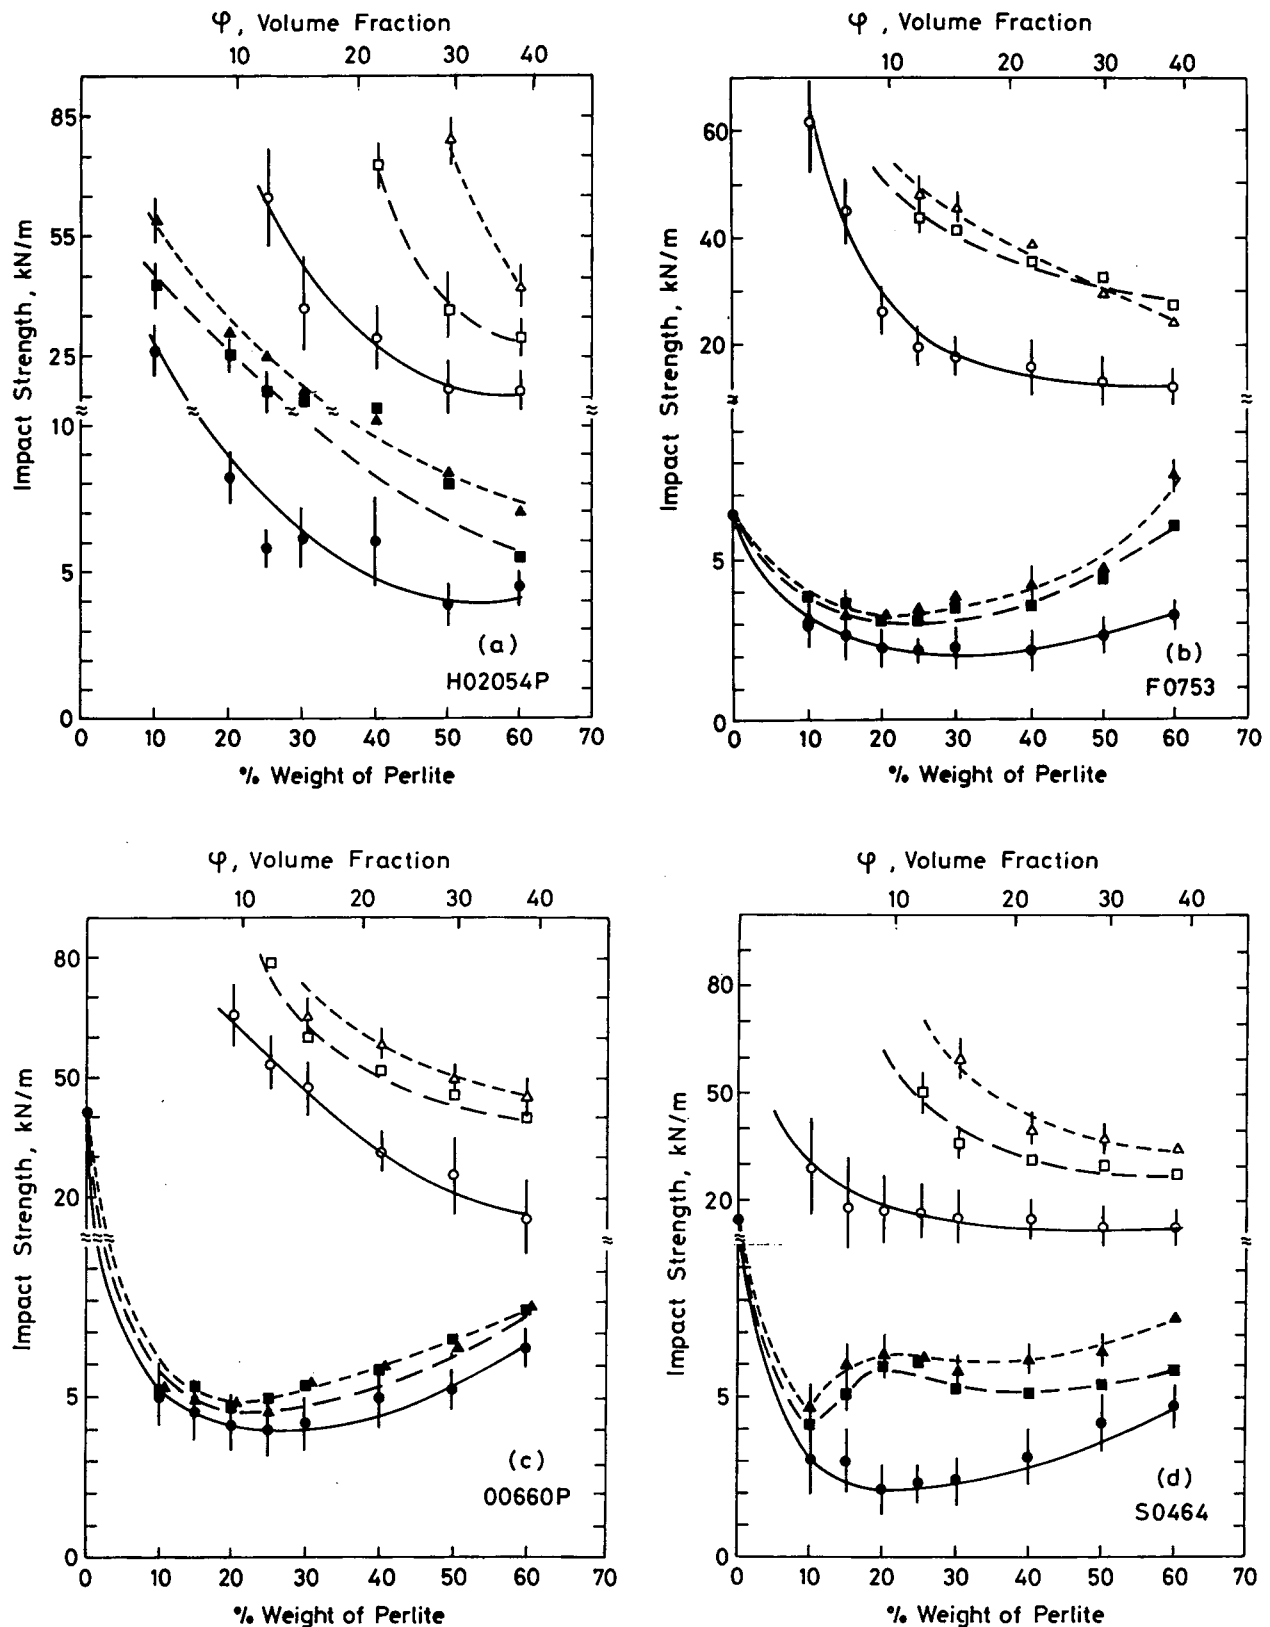 φ, Volume Fraction
10 20 30 40
85
55
25
10
5
0
Impact Strength, kN/m
(a)
H02054P
0 10 20 30 40 50 60
% Weight of Perlite
φ, Volume Fraction
10 20 30 40
60
40
20
5
0
Impact Strength, kN/m
(b)
F0753
0 10 20 30 40 50 60 70
% Weight of Perlite
φ, Volume Fraction
10 20 30 40
80
50
20
5
0
Impact Strength, kN/m
(c)
00660P
0 10 20 30 40 50 60 70
% Weight of Perlite
φ, Volume Fraction
10 20 30 40
80
50
20
5
0
Impact Strength, kN/m
(d)
S0464
0 10 20 30 40 50 60 70
% Weight of Perlite